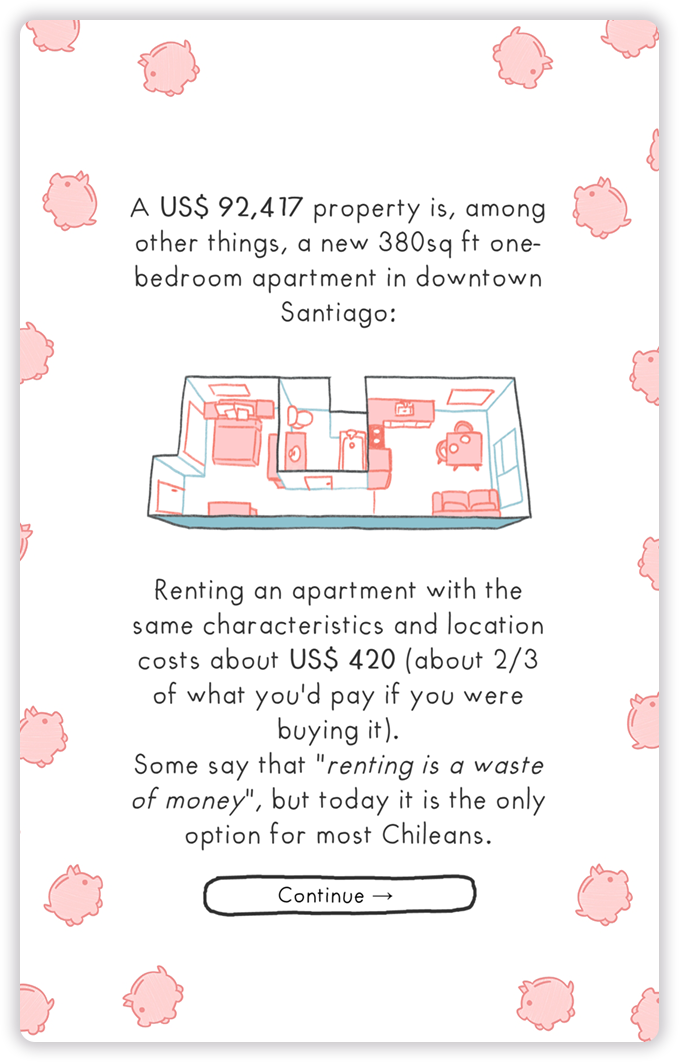 A US$ 92,417 property is, among
other things, a new 380sq ft one-
bedroom apartment in downtown
Santiago:
Renting an apartment with the
same characteristics and location
costs about US$ 420 (about 2/3
of what you'd pay if you were
buying it).
Some say that "renting is a waste
of money", but today it is the only
option for most Chileans.
Continue →